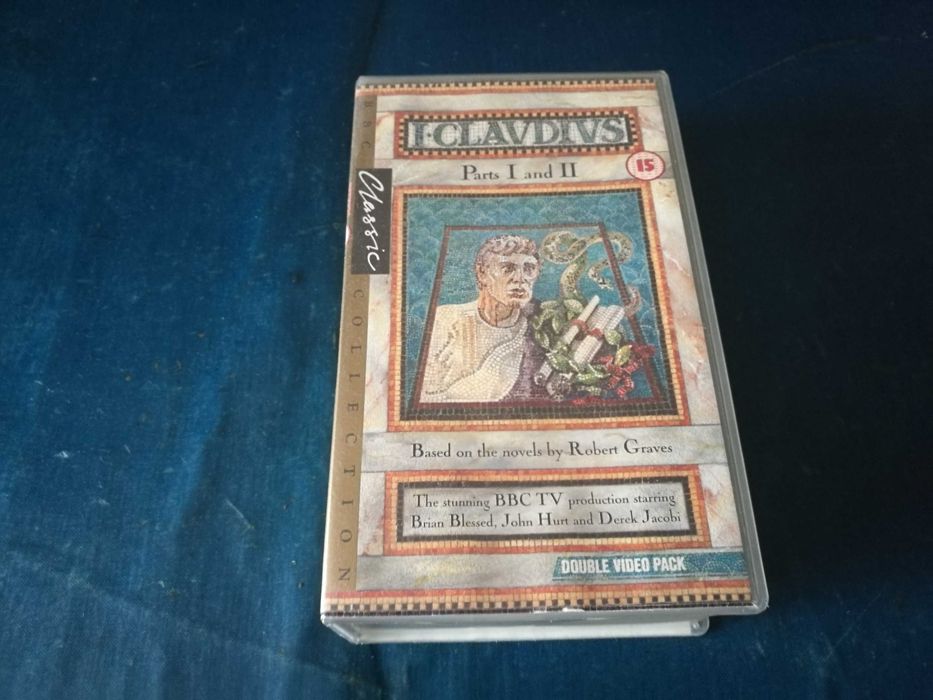 BBC
Classic
COLLECTION
I·CLAVDIVS
Parts I and II
15
Based on the novels by Robert Graves
The stunning BBC TV production starring
Brian Blessed, John Hurt and Derek Jacobi
DOUBLE VIDEO PACK